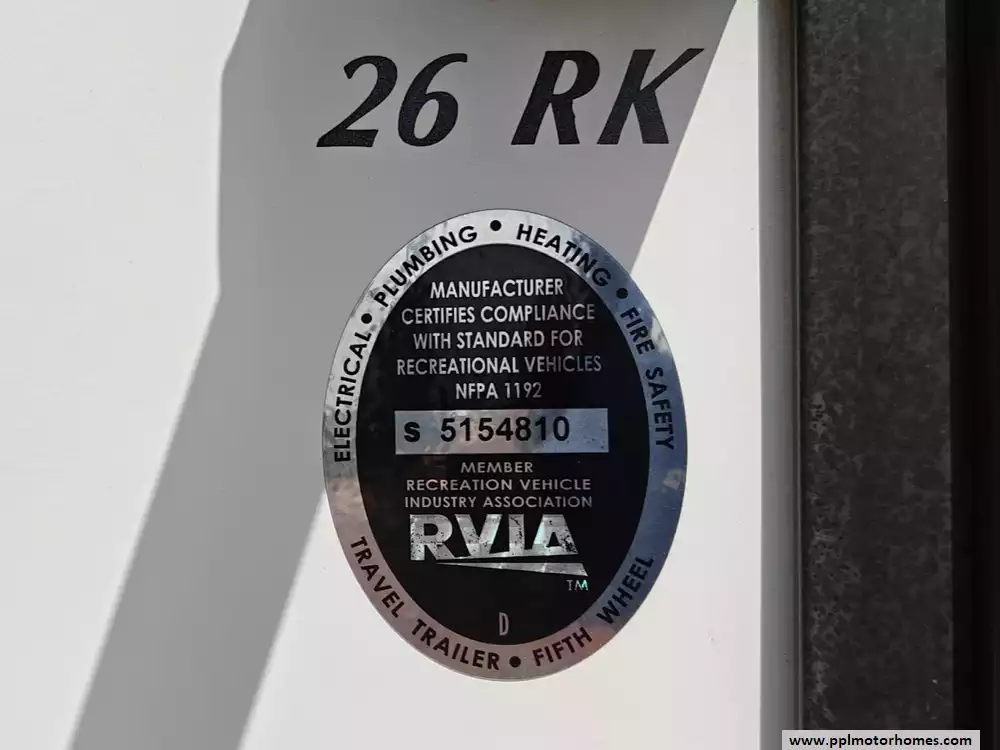 26 RK
ELECTRICAL • PLUMBING • HEATING • FIRE SAFETY
MANUFACTURER
CERTIFIES COMPLIANCE
WITH STANDARD FOR
RECREATIONAL VEHICLES
NFPA 1192
S 5154810
MEMBER
RECREATION VEHICLE
INDUSTRY ASSOCIATION
RVIA
TM
D
TRAVEL TRAILER • FIFTH WHEEL
www.pplmotorhomes.com